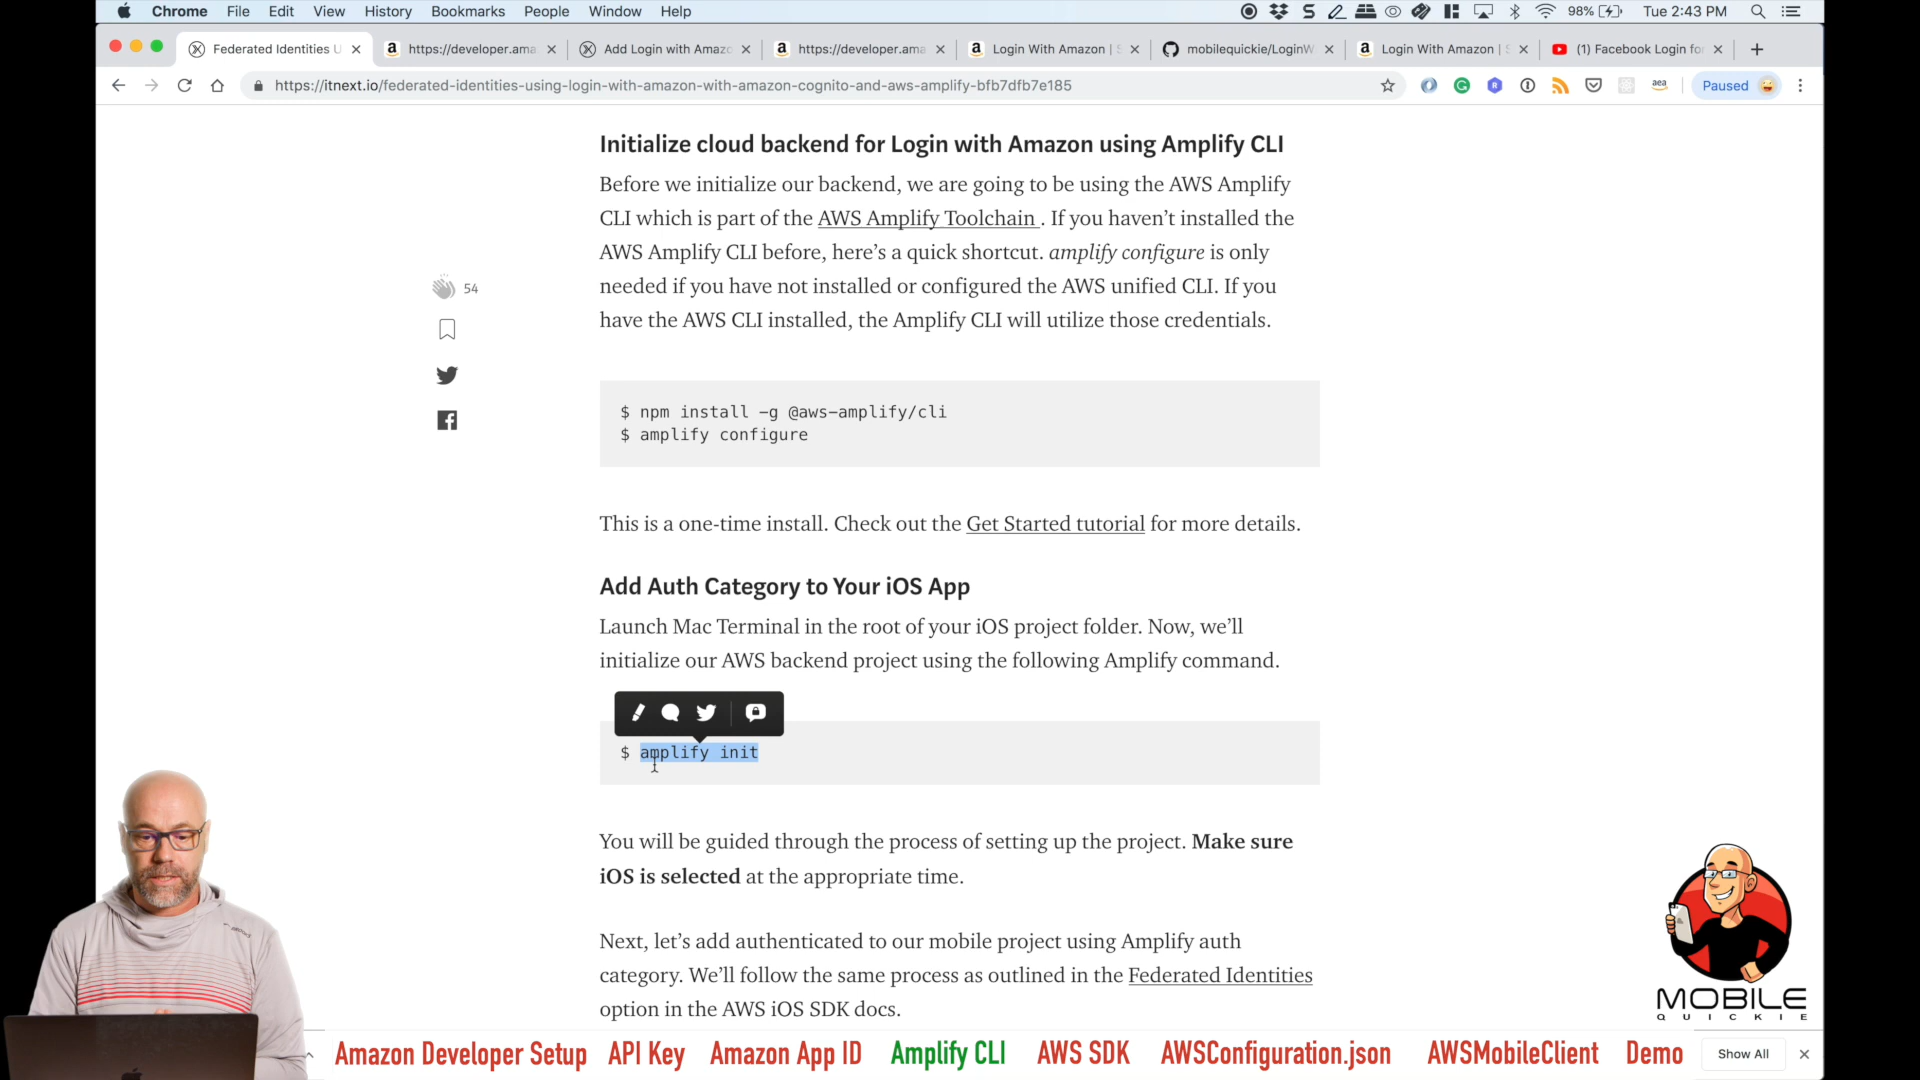 Chrome File Edit View History Bookmarks People Window Help 98% Tue 2:43 PM
Federated Identities U https://developer.ama Add Login with Amazo https://developer.ama Login With Amazon | S mobilequickie/LoginW Login With Amazon | S (1) Facebook Login for
https://itnext.io/federated-identities-using-login-with-amazon-with-amazon-cognito-and-aws-amplify-bfb7dfb7e185 aea Paused
Initialize cloud backend for Login with Amazon using Amplify CLI
Before we initialize our backend, we are going to be using the AWS Amplify
CLI which is part of the AWS Amplify Toolchain . If you haven’t installed the
AWS Amplify CLI before, here’s a quick shortcut. amplify configure is only
needed if you have not installed or configured the AWS unified CLI. If you
have the AWS CLI installed, the Amplify CLI will utilize those credentials.
54
$ npm install -g @aws-amplify/cli
$ amplify configure
This is a one-time install. Check out the Get Started tutorial for more details.
Add Auth Category to Your iOS App
Launch Mac Terminal in the root of your iOS project folder. Now, we’ll
initialize our AWS backend project using the following Amplify command.
$ amplify init
You will be guided through the process of setting up the project. Make sure
iOS is selected at the appropriate time.
Next, let’s add authenticated to our mobile project using Amplify auth
category. We’ll follow the same process as outlined in the Federated Identities
option in the AWS iOS SDK docs.
MOBILE
QUICKIE
Amazon Developer Setup API Key Amazon App ID Amplify CLI AWS SDK AWSConfiguration.json AWSMobileClient Demo Show All